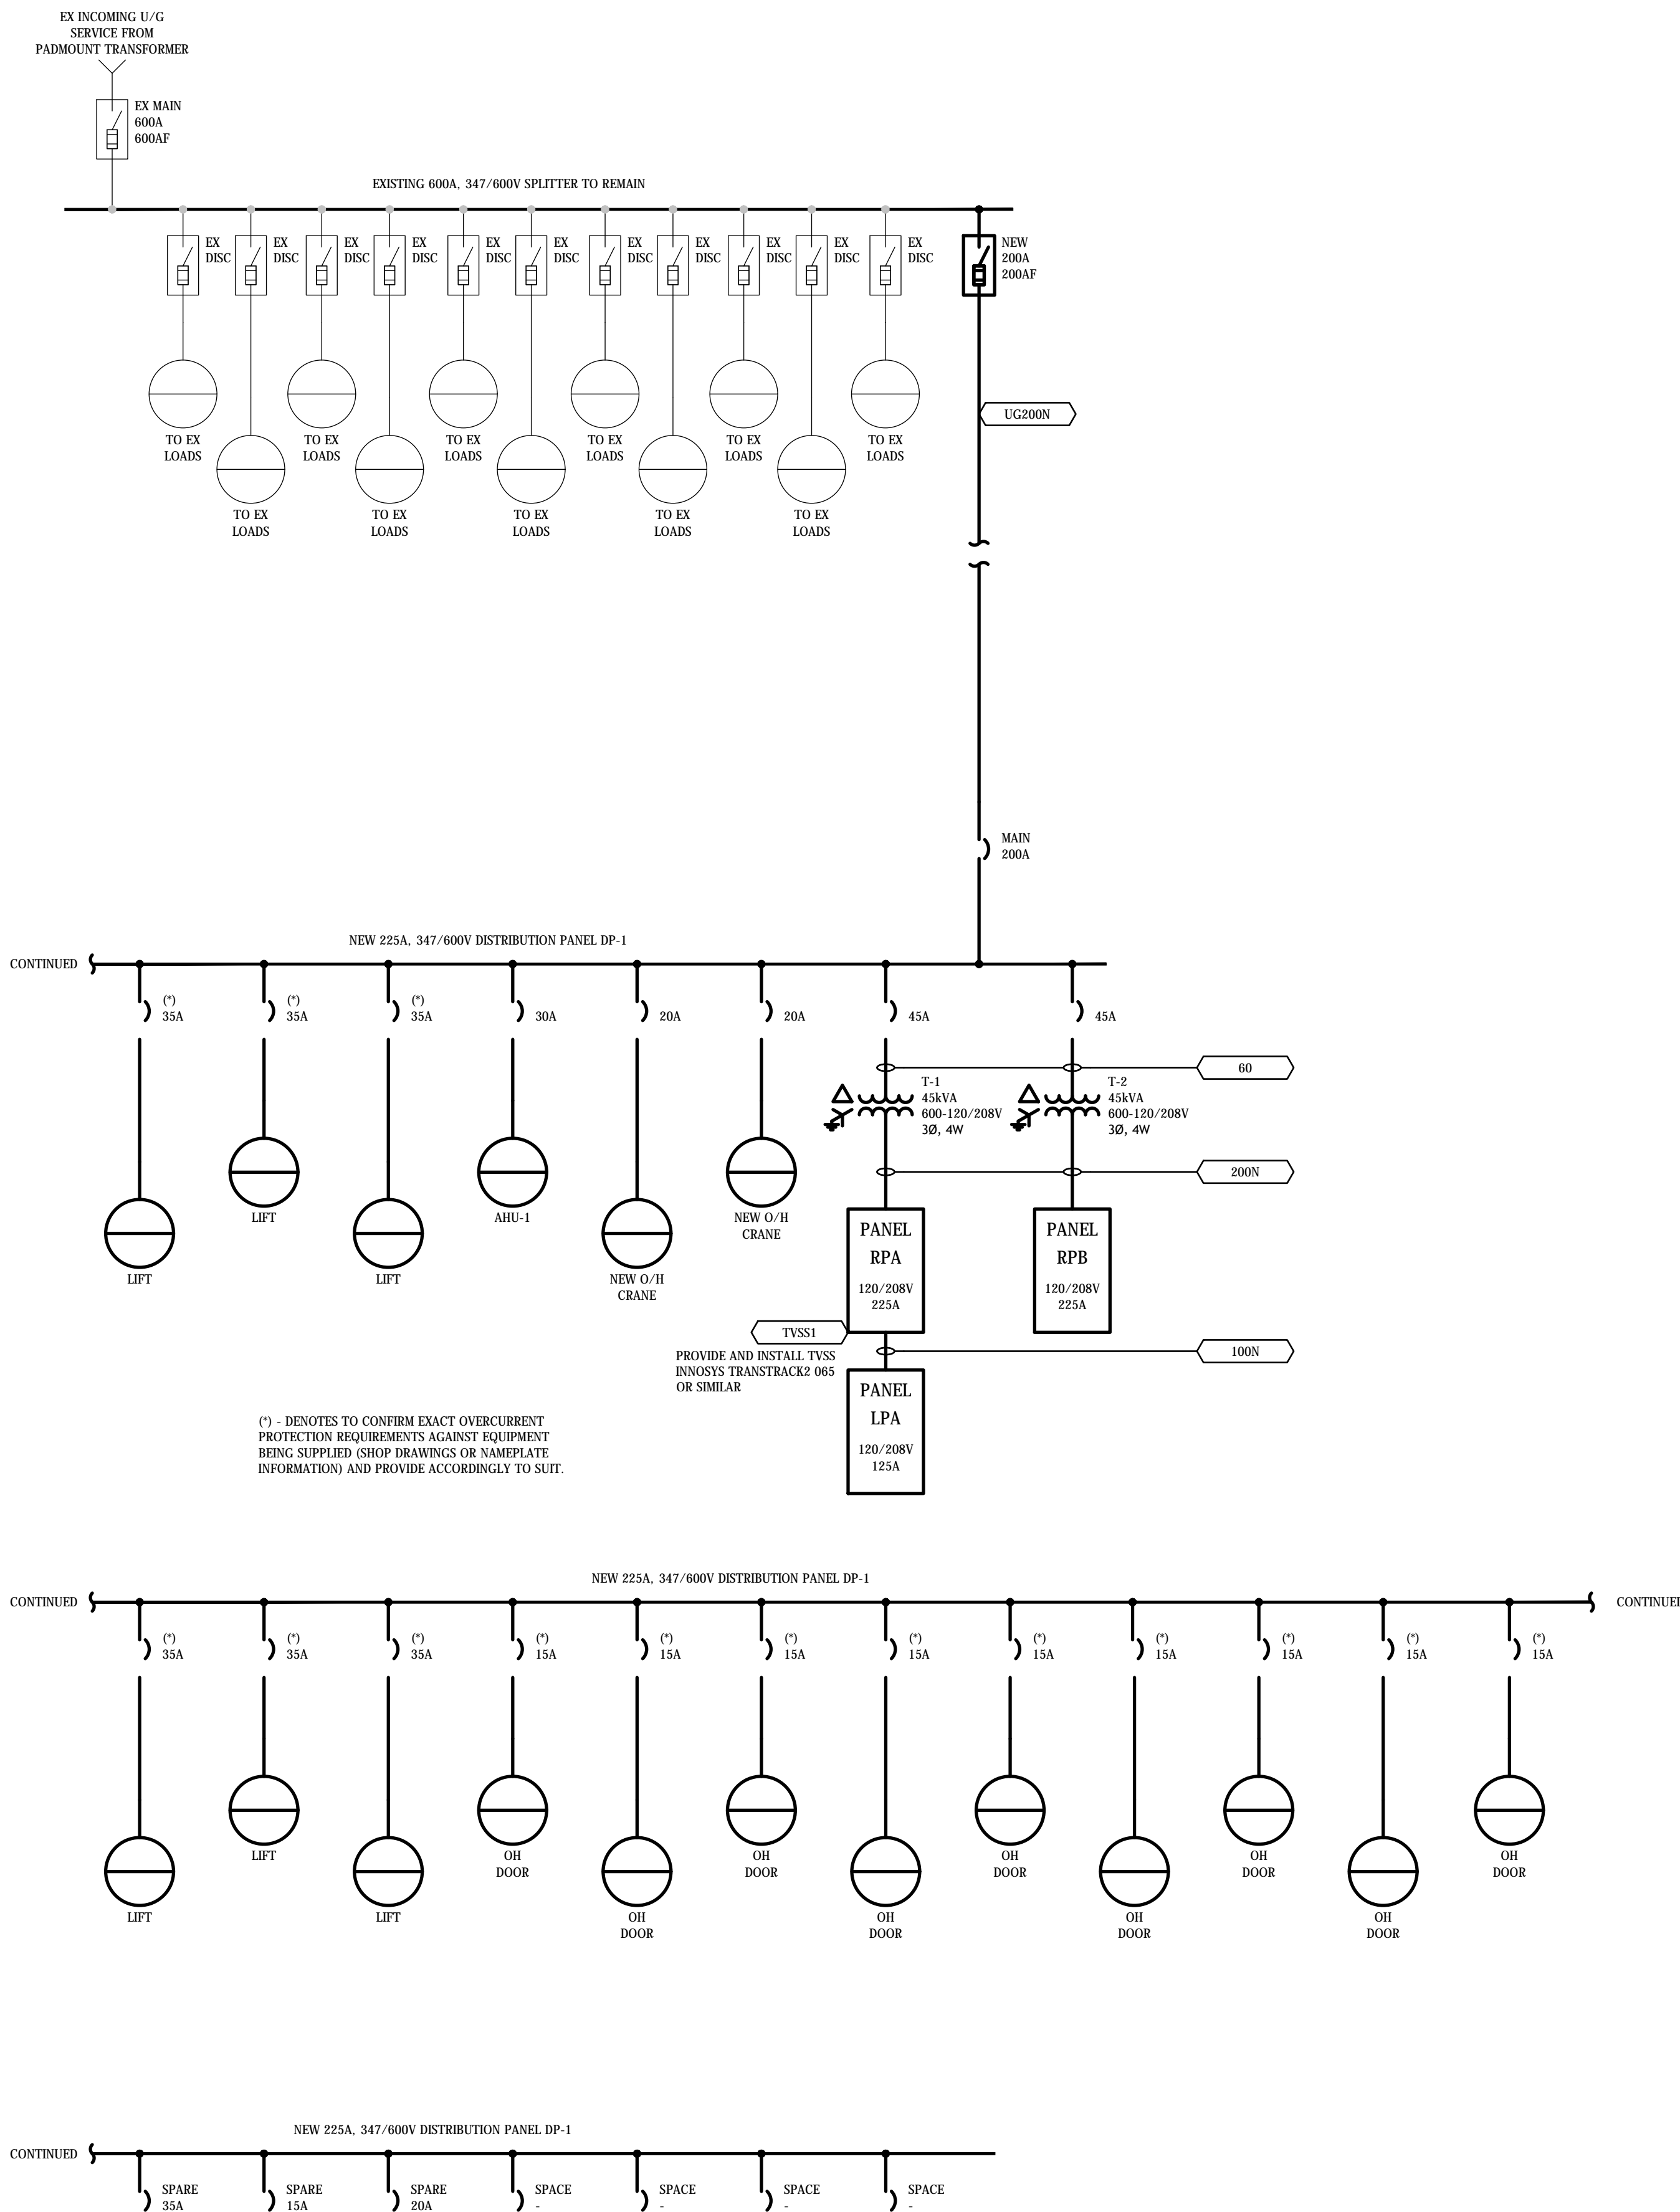 EX INCOMING U/G
SERVICE FROM
PADMOUNT TRANSFORMER
EX MAIN
600A
600AF
EXISTING 600A, 347/600V SPLITTER TO REMAIN
EX
DISC
EX
DISC
EX
DISC
EX
DISC
EX
DISC
EX
DISC
EX
DISC
EX
DISC
EX
DISC
EX
DISC
EX
DISC
NEW
200A
200AF
TO EX
LOADS
TO EX
LOADS
TO EX
LOADS
TO EX
LOADS
TO EX
LOADS
TO EX
LOADS
TO EX
LOADS
TO EX
LOADS
TO EX
LOADS
TO EX
LOADS
TO EX
LOADS
UG200N
MAIN
200A
NEW 225A, 347/600V DISTRIBUTION PANEL DP-1
CONTINUED
(*)
35A
(*)
35A
(*)
35A
30A
20A
20A
45A
45A
60
T-1
45kVA
600-120/208V
3Ø, 4W
T-2
45kVA
600-120/208V
3Ø, 4W
200N
LIFT
LIFT
LIFT
AHU-1
NEW O/H
CRANE
NEW O/H
CRANE
PANEL
RPA
120/208V
225A
PANEL
RPB
120/208V
225A
TVSS1
PROVIDE AND INSTALL TVSS
INNOSYS TRANSTRACK2 065
OR SIMILAR
100N
PANEL
LPA
120/208V
125A
(*) - DENOTES TO CONFIRM EXACT OVERCURRENT
PROTECTION REQUIREMENTS AGAINST EQUIPMENT
BEING SUPPLIED (SHOP DRAWINGS OR NAMEPLATE
INFORMATION) AND PROVIDE ACCORDINGLY TO SUIT.
NEW 225A, 347/600V DISTRIBUTION PANEL DP-1
CONTINUED
CONTINUED
(*)
35A
(*)
35A
(*)
35A
(*)
15A
(*)
15A
(*)
15A
(*)
15A
(*)
15A
(*)
15A
(*)
15A
(*)
15A
(*)
15A
LIFT
LIFT
LIFT
OH
DOOR
OH
DOOR
OH
DOOR
OH
DOOR
OH
DOOR
OH
DOOR
OH
DOOR
OH
DOOR
OH
DOOR
NEW 225A, 347/600V DISTRIBUTION PANEL DP-1
CONTINUED
SPARE
35A
SPARE
15A
SPARE
20A
SPACE
-
SPACE
-
SPACE
-
SPACE
-